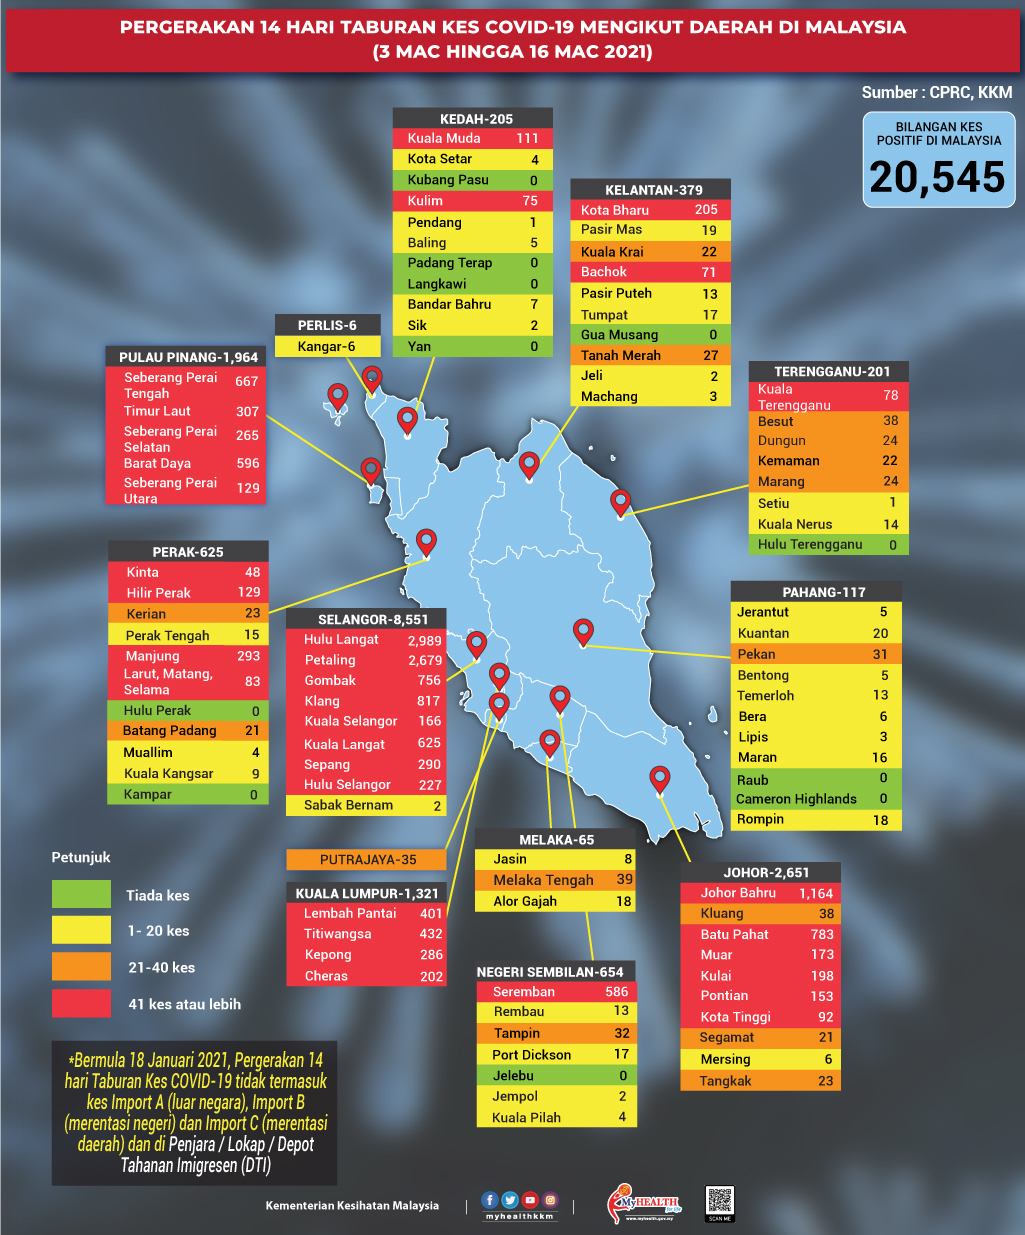 PERGERAKAN 14 HARI TABURAN KES COVID-19 MENGIKUT DAERAH DI MALAYSIA
(3 MAC HINGGA 16 MAC 2021)
Sumber : CPRC, KKM
BILANGAN KES
POSITIF DI MALAYSIA
20,545
KEDAH-205
Kuala Muda 111
Kota Setar 4
Kubang Pasu 0
Kulim 75
Pendang 1
Baling 5
Padang Terap 0
Langkawi 0
Bandar Bahru 7
Sik 2
Yan 0
KELANTAN-379
Kota Bharu 205
Pasir Mas 19
Kuala Krai 22
Bachok 71
Pasir Puteh 13
Tumpat 17
Gua Musang 0
Tanah Merah 27
Jeli 2
Machang 3
PERLIS-6
Kangar-6
PULAU PINANG-1,964
Seberang Perai
Tengah 667
Timur Laut 307
Seberang Perai
Selatan 265
Barat Daya 596
Seberang Perai
Utara 129
TERENGGANU-201
Kuala
Terengganu 78
Besut 38
Dungun 24
Kemaman 22
Marang 24
Setiu 1
Kuala Nerus 14
Hulu Terengganu 0
PERAK-625
Kinta 48
Hilir Perak 129
Kerian 23
Perak Tengah 15
Manjung 293
Larut, Matang,
Selama 83
Hulu Perak 0
Batang Padang 21
Muallim 4
Kuala Kangsar 9
Kampar 0
SELANGOR-8,551
Hulu Langat 2,989
Petaling 2,679
Gombak 756
Klang 817
Kuala Selangor 166
Kuala Langat 625
Sepang 290
Hulu Selangor 227
Sabak Bernam 2
PAHANG-117
Jerantut 5
Kuantan 20
Pekan 31
Bentong 5
Temerloh 13
Bera 6
Lipis 3
Maran 16
Raub 0
Cameron Highlands 0
Rompin 18
PUTRAJAYA-35
KUALA LUMPUR-1,321
Lembah Pantai 401
Titiwangsa 432
Kepong 286
Cheras 202
MELAKA-65
Jasin 8
Melaka Tengah 39
Alor Gajah 18
NEGERI SEMBILAN-654
Seremban 586
Rembau 13
Tampin 32
Port Dickson 17
Jelebu 0
Jempol 2
Kuala Pilah 4
JOHOR-2,651
Johor Bahru 1,164
Kluang 38
Batu Pahat 783
Muar 173
Kulai 198
Pontian 153
Kota Tinggi 92
Segamat 21
Mersing 6
Tangkak 23
Petunjuk
Tiada kes
1- 20 kes
21-40 kes
41 kes atau lebih
*Bermula 18 Januari 2021, Pergerakan 14
hari Taburan Kes COVID-19 tidak termasuk
kes Import A (luar negara), Import B
(merentasi negeri) dan Import C (merentasi
daerah) dan di Penjara / Lokap / Depot
Tahanan Imigresen (DTI)
Kementerian Kesihatan Malaysia
myhealthkkm
MyHEALTH
for life
www.myhealth.gov.my
SCAN ME